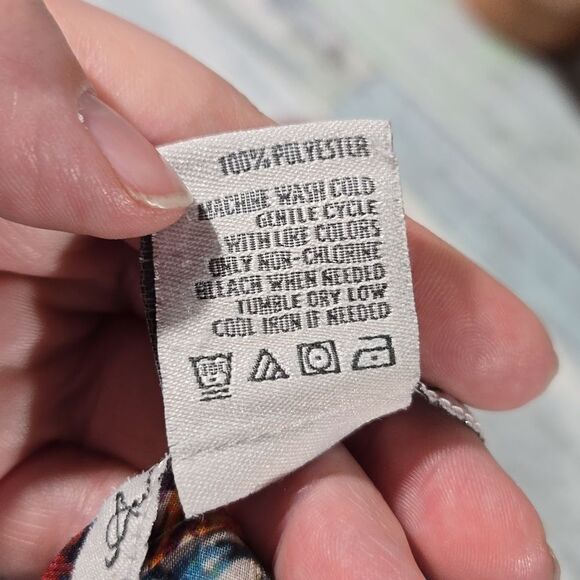 100% POLYESTER
MACHINE WASH COLD
GENTLE CYCLE
WITH LIKE COLORS
ONLY NON-CHLORINE
BLEACH WHEN NEEDED
TUMBLE DRY LOW
COOL IRON IF NEEDED